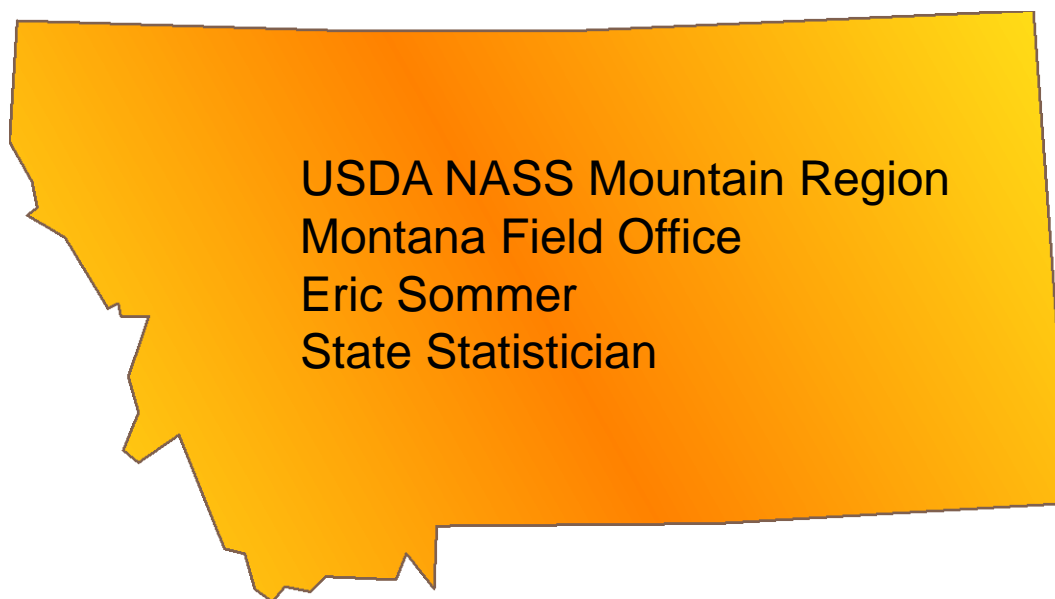 USDA NASS Mountain Region
Montana Field Office
Eric Sommer
State Statistician